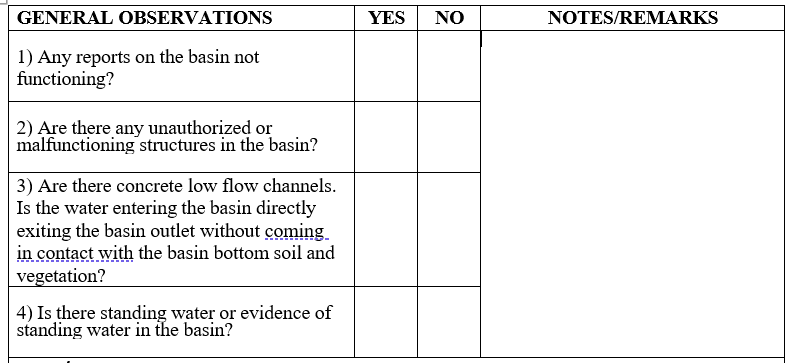 GENERAL OBSERVATIONS YES NO NOTES/REMARKS
1) Any reports on the basin not
functioning?
2) Are there any unauthorized or
malfunctioning structures in the basin?
3) Are there concrete low flow channels.
Is the water entering the basin directly
exiting the basin outlet without coming
in contact with the basin bottom soil and
vegetation?
4) Is there standing water or evidence of
standing water in the basin?